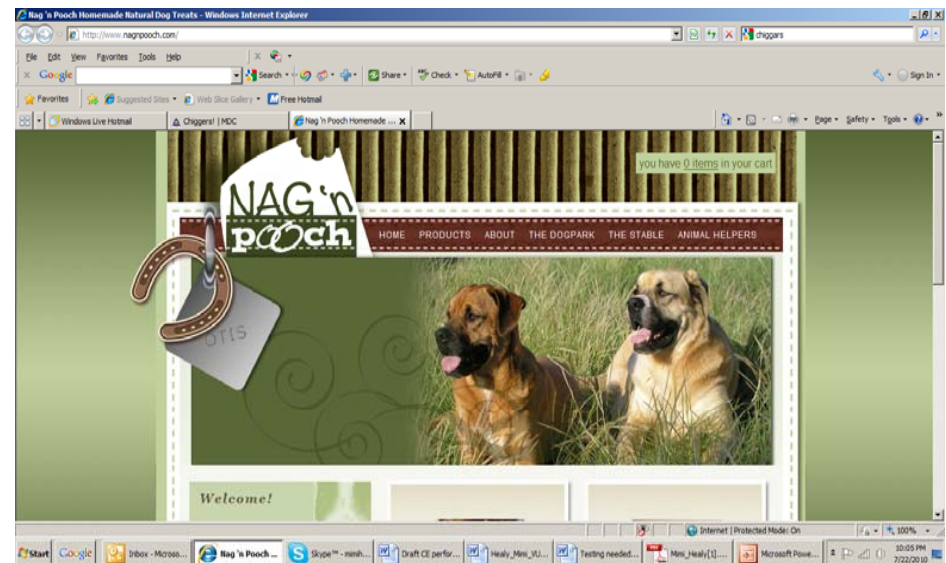 Nag 'n Pooch Homemade Natural Dog Treats - Windows Internet Explorer
http://www.nagnpooch.com/
chiggars
File Edit View Favorites Tools Help
Google Search Share Check AutoFill Sign In
Favorites Suggested Sites Web Slice Gallery Free Hotmail
Windows Live Hotmail Chiggers! | MDC Nag 'n Pooch Homemade ... Page Safety Tools
you have 0 items in your cart
NAG 'n
pooch
HOME PRODUCTS ABOUT THE DOGPARK THE STABLE ANIMAL HELPERS
Welcome!
Internet | Protected Mode: On 100%
Start Google Inbox - Microso... Nag 'n Pooch ... Skype™ - mimih... Draft CE perfor... Healy_Mimi_VU... Testing needed... Mimi_Healy[1].... Microsoft Powe... 10:05 PM
7/22/2010